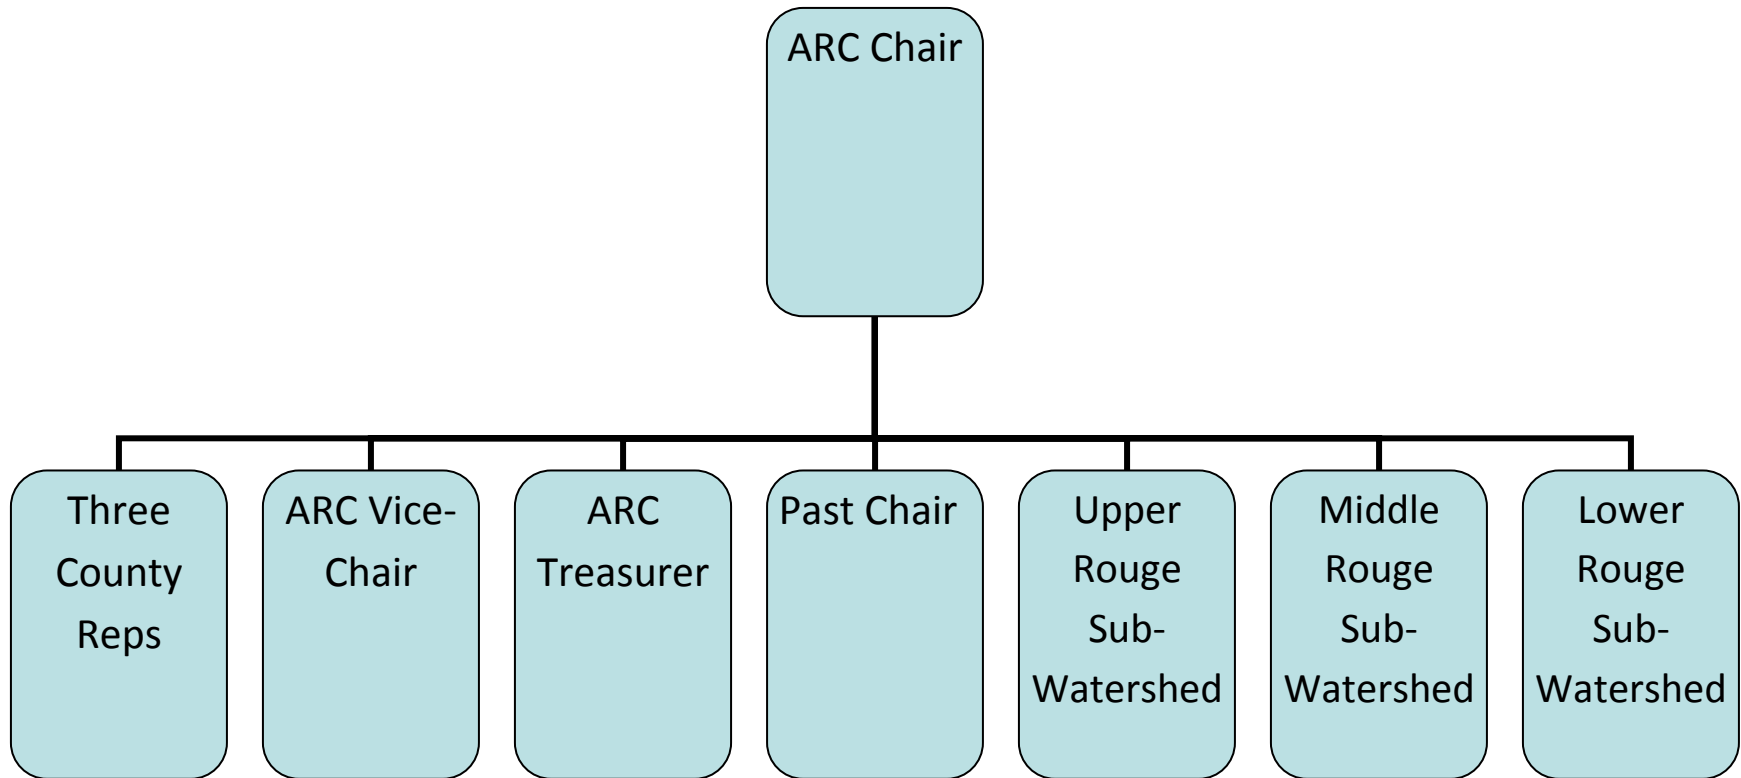 ARC Chair
Three
County
Reps
ARC Vice-
Chair
ARC
Treasurer
Past Chair
Upper
Rouge
Sub-
Watershed
Middle
Rouge
Sub-
Watershed
Lower
Rouge
Sub-
Watershed